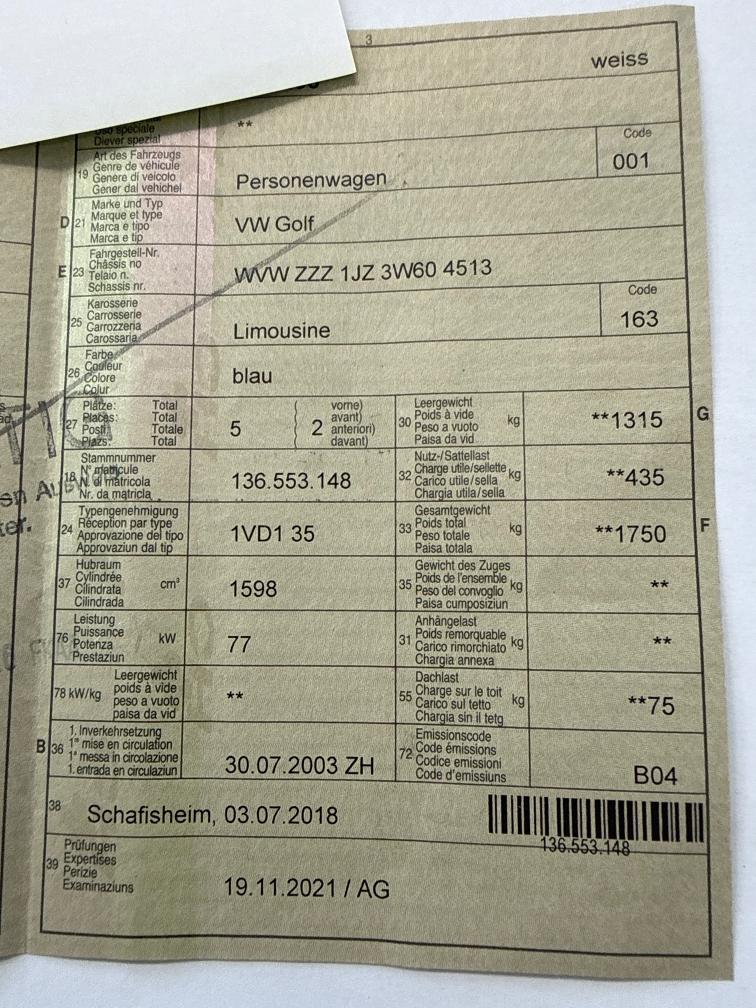 3
weiss
Uso speciale
Diever spezial
**
19 Art des Fahrzeugs
Genre de véhicule
Genere di veicolo
Gener dal vehichel
Personenwagen
Code
001
D 21 Marke und Typ
Marque et type
Marca e tipo
Marca e tip
VW Golf
E 23 Fahrgestell-Nr.
Châssis no
Telaio n.
Schassis nr.
WVW ZZZ 1JZ 3W60 4513
25 Karosserie
Carrosserie
Carrozzeria
Carossaria
Limousine
Code
163
26 Farbe
Couleur
Colore
Colur
blau
27 Plätze: Total
Places: Total
Posti: Totale
Plazs: Total
5
2
vorne)
avant)
anteriori)
davant)
30 Leergewicht
Poids à vide
Peso a vuoto
Paisa da vid
kg
**1315
G
18 Stammnummer
N° matricule
N. di matricola
Nr. da matricla
136.553.148
32 Nutz-/Sattellast
Charge utile/sellette
Carico utile/sella
Chargia utila/sella
kg
**435
24 Typengenehmigung
Réception par type
Approvazione del tipo
Approvaziun dal tip
1VD1 35
33 Gesamtgewicht
Poids total
Peso totale
Paisa totala
kg
**1750
F
37 Hubraum
Cylindrée
Cilindrata
Cilindrada
cm³
1598
35 Gewicht des Zuges
Poids de l'ensemble
Peso del convoglio
Paisa cumposiziun
kg
**
76 Leistung
Puissance
Potenza
Prestaziun
kW
77
31 Anhängelast
Poids remorquable
Carico rimorchiato
Chargia annexa
kg
**
78 kW/kg
Leergewicht
poids à vide
peso a vuoto
paisa da vid
**
55 Dachlast
Charge sur le toit
Carico sul tetto
Chargia sin il tetg
kg
**75
B 36 1. Inverkehrsetzung
1re mise en circulation
1a messa in circolazione
1. entrada en circulaziun
30.07.2003 ZH
72 Emissionscode
Code émissions
Codice emissioni
Code d'emissiuns
B04
38
Schafisheim, 03.07.2018
136.553.148
39 Prüfungen
Expertises
Perizie
Examinaziuns
19.11.2021 / AG